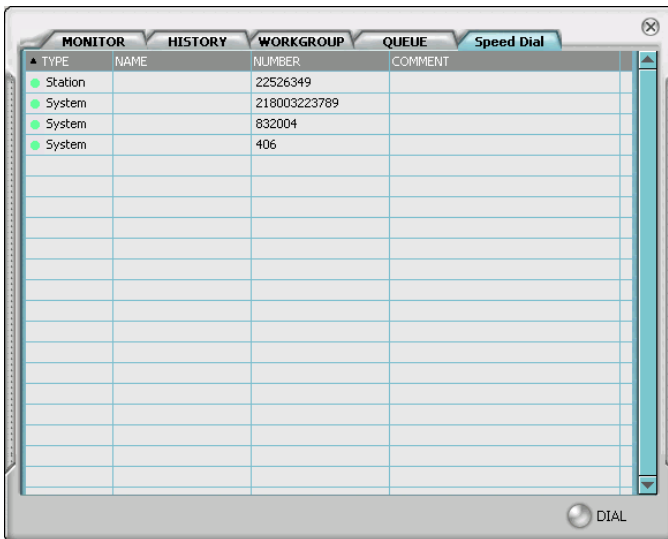 MONITOR HISTORY WORKGROUP QUEUE Speed Dial
TYPE NAME NUMBER COMMENT
Station 22526349
System 218003223789
System 832004
System 406
DIAL